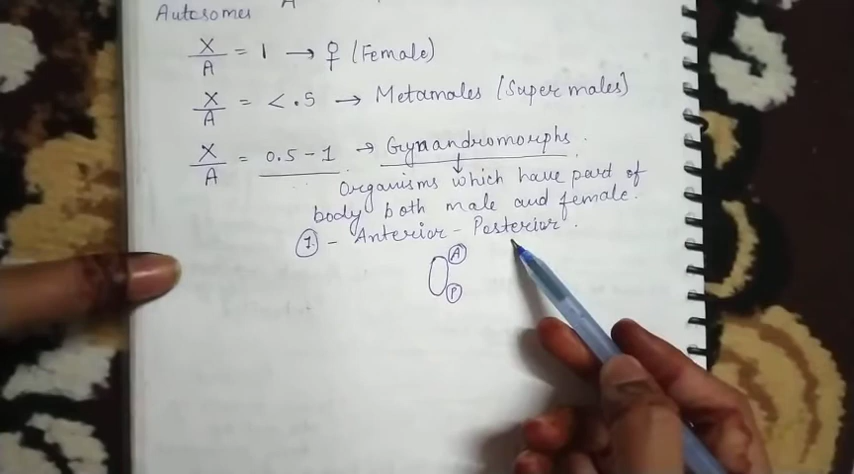 Autosomes A
X/A = 1 → ♀ (Female)
X/A = <.5 → Metamales (Super males)
X/A = 0.5-1 → Gynandromorphs.
Organisms which have part of
body both male and female.
① - Anterior - Posterior.
A
P